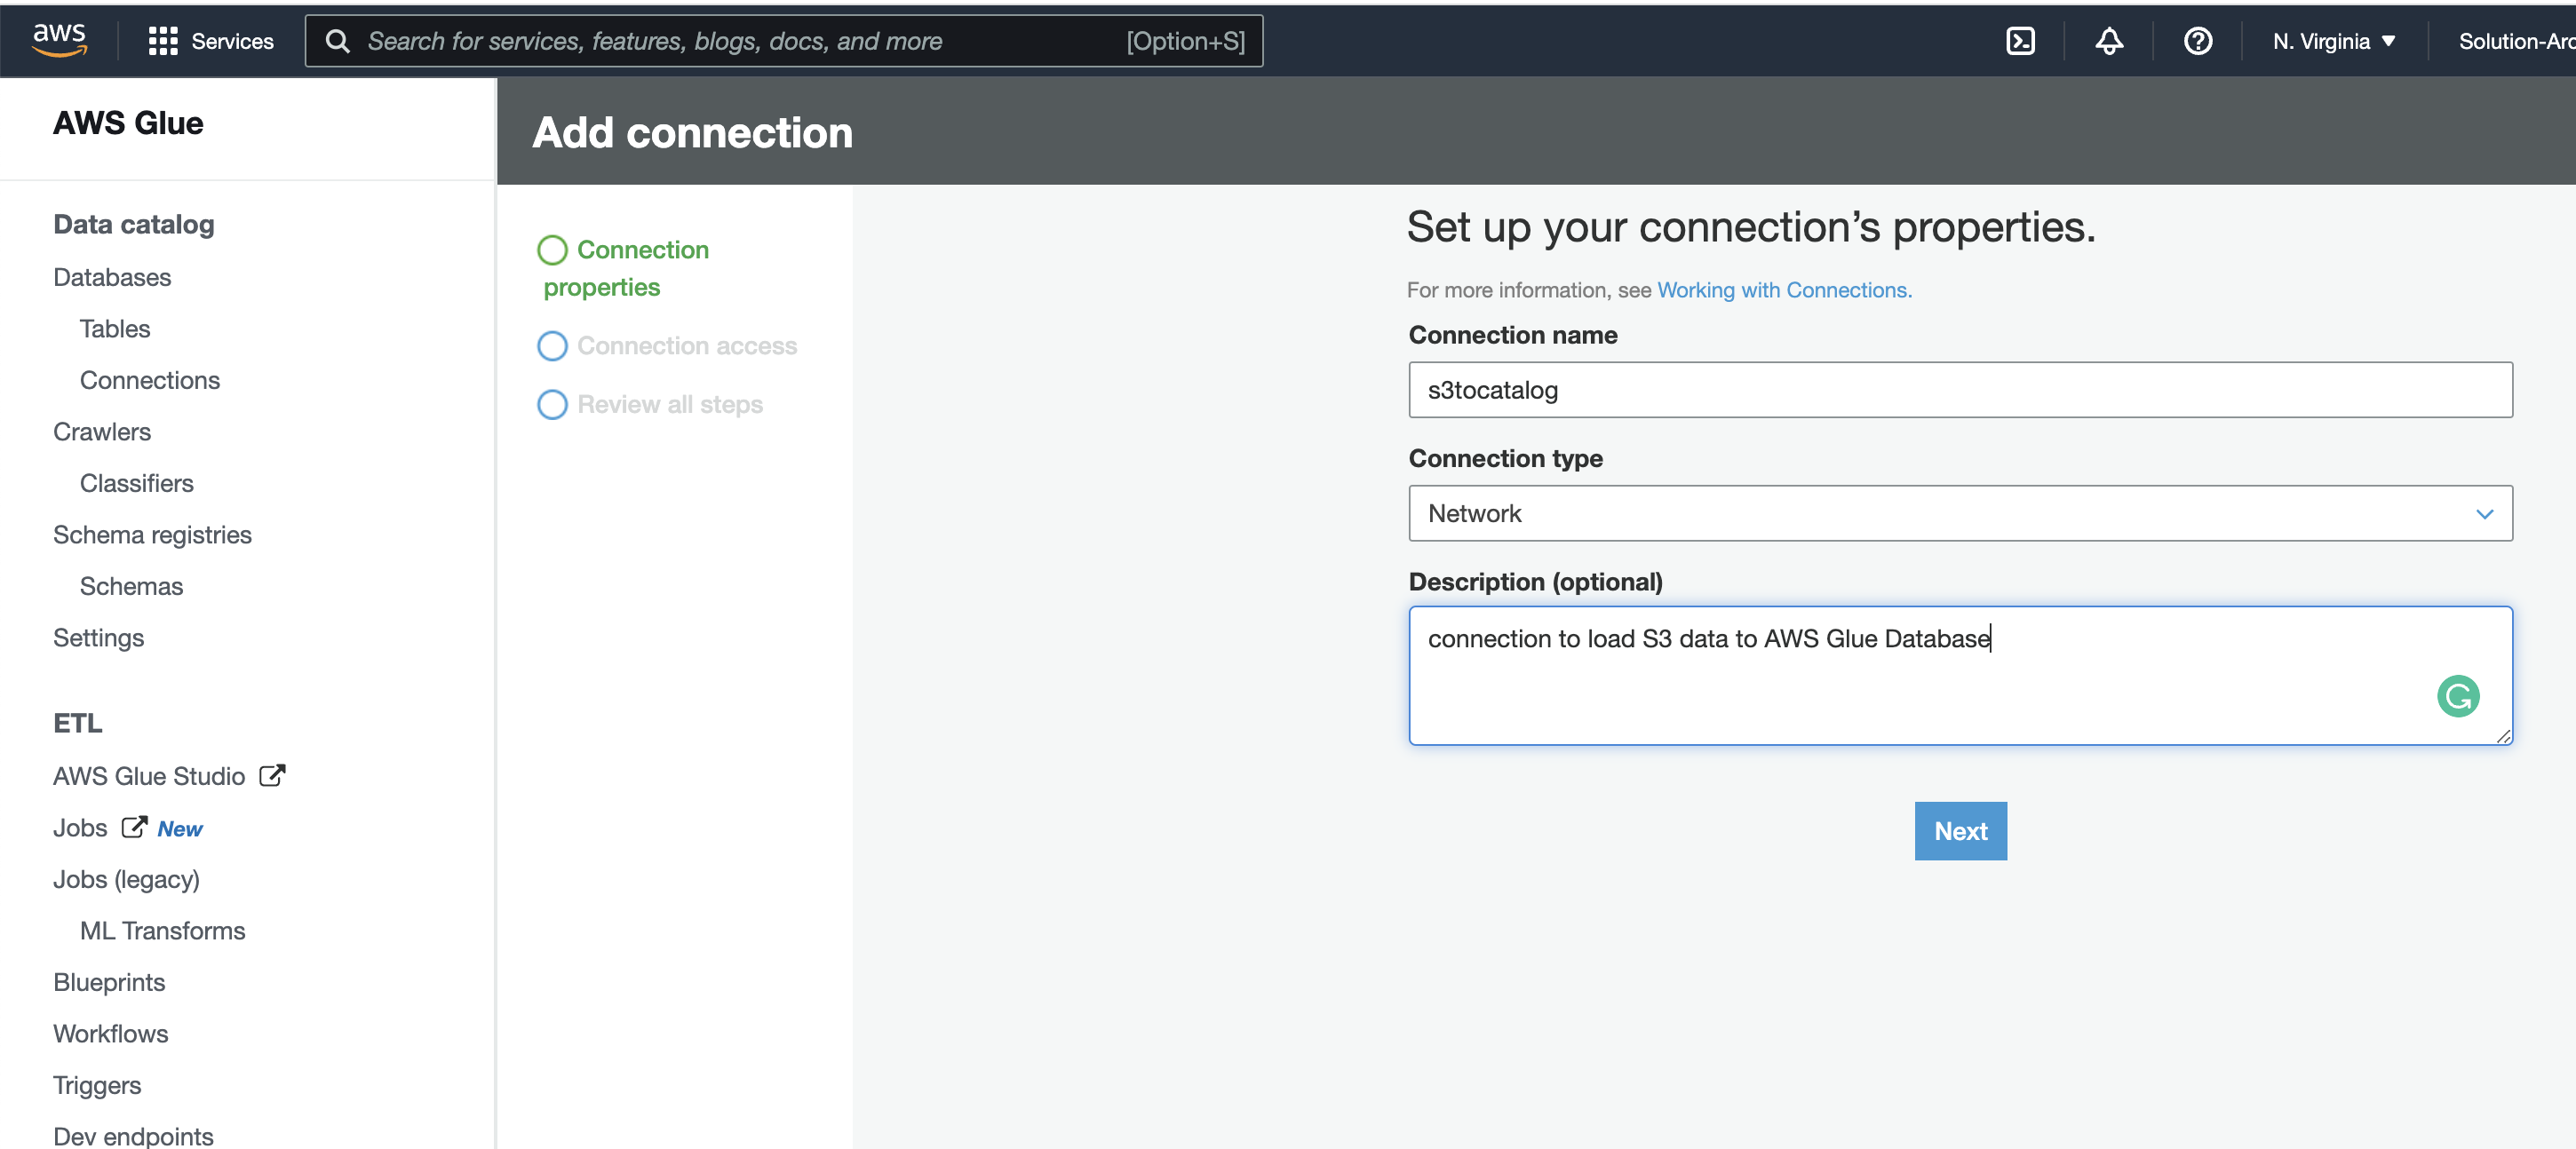 aws
Services
Search for services, features, blogs, docs, and more
[Option+S]
N. Virginia
Solution-Arc
AWS Glue
Data catalog
Databases
Tables
Connections
Crawlers
Classifiers
Schema registries
Schemas
Settings
ETL
AWS Glue Studio
Jobs New
Jobs (legacy)
ML Transforms
Blueprints
Workflows
Triggers
Dev endpoints
Add connection
Connection
properties
Connection access
Review all steps
Set up your connection’s properties.
For more information, see Working with Connections.
Connection name
s3tocatalog
Connection type
Network
Description (optional)
connection to load S3 data to AWS Glue Database
Next